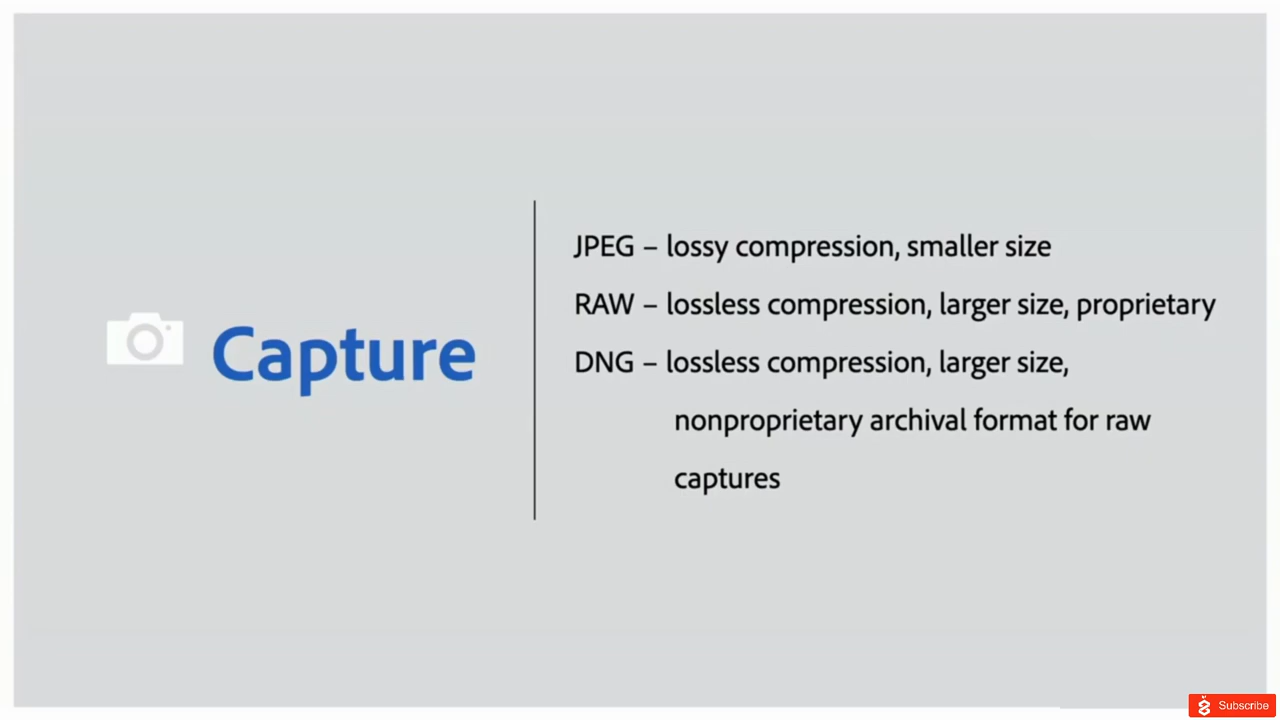 Capture
JPEG – lossy compression, smaller size
RAW – lossless compression, larger size, proprietary
DNG – lossless compression, larger size,
nonproprietary archival format for raw
captures
Subscribe